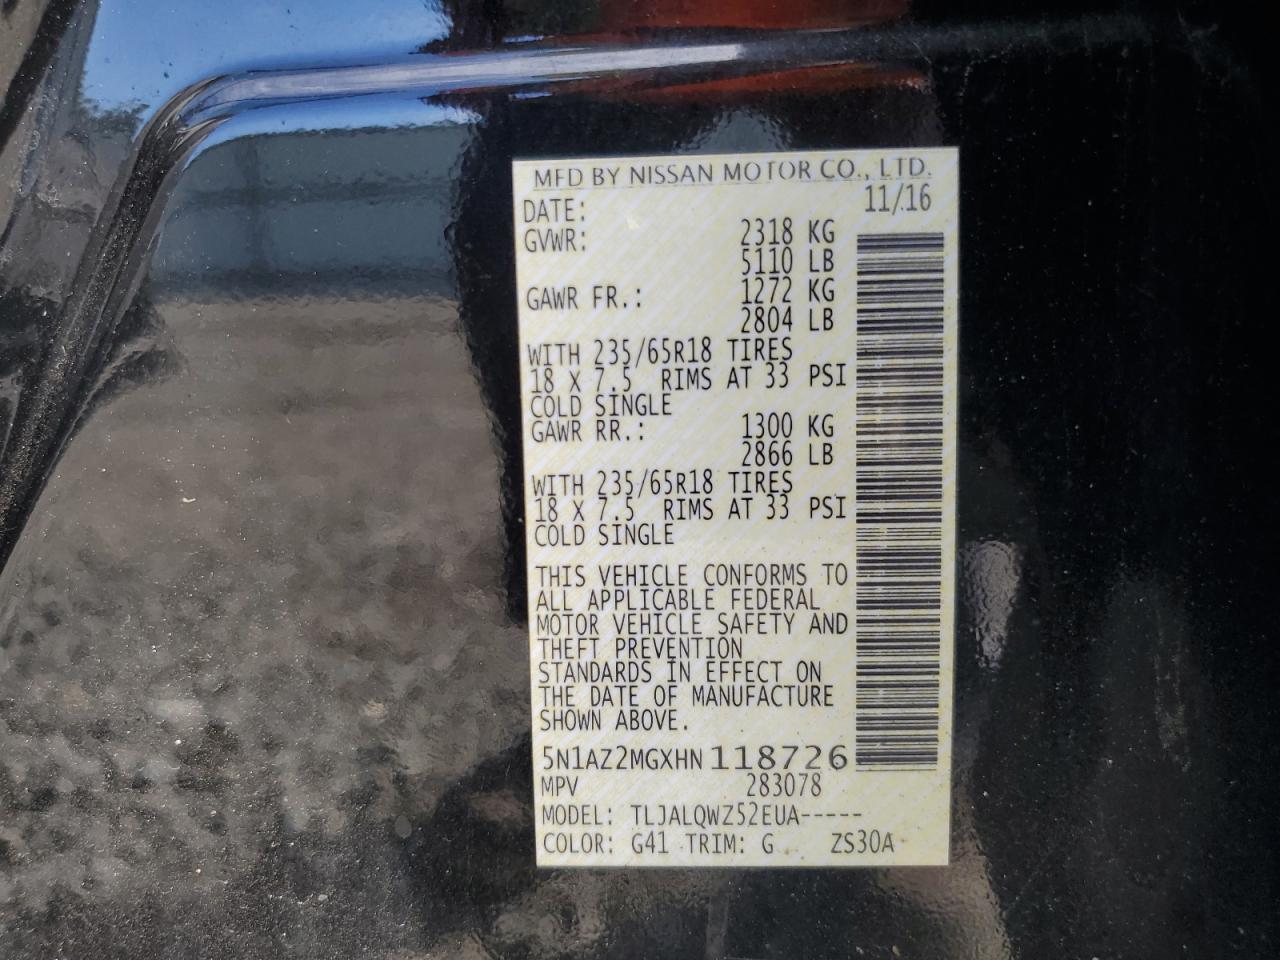 MFD BY NISSAN MOTOR CO., LTD.
DATE: 11/16
GVWR: 2318 KG
5110 LB
GAWR FR.: 1272 KG
2804 LB
WITH 235/65R18 TIRES
18 X 7.5 RIMS AT 33 PSI
COLD SINGLE
GAWR RR.: 1300 KG
2866 LB
WITH 235/65R18 TIRES
18 X 7.5 RIMS AT 33 PSI
COLD SINGLE
THIS VEHICLE CONFORMS TO
ALL APPLICABLE FEDERAL
MOTOR VEHICLE SAFETY AND
THEFT PREVENTION
STANDARDS IN EFFECT ON
THE DATE OF MANUFACTURE
SHOWN ABOVE.
5N1AZ2MGXHN 118726
MPV 283078
MODEL: TLJALQWZ52EUA-----
COLOR: G41 TRIM: G ZS30A